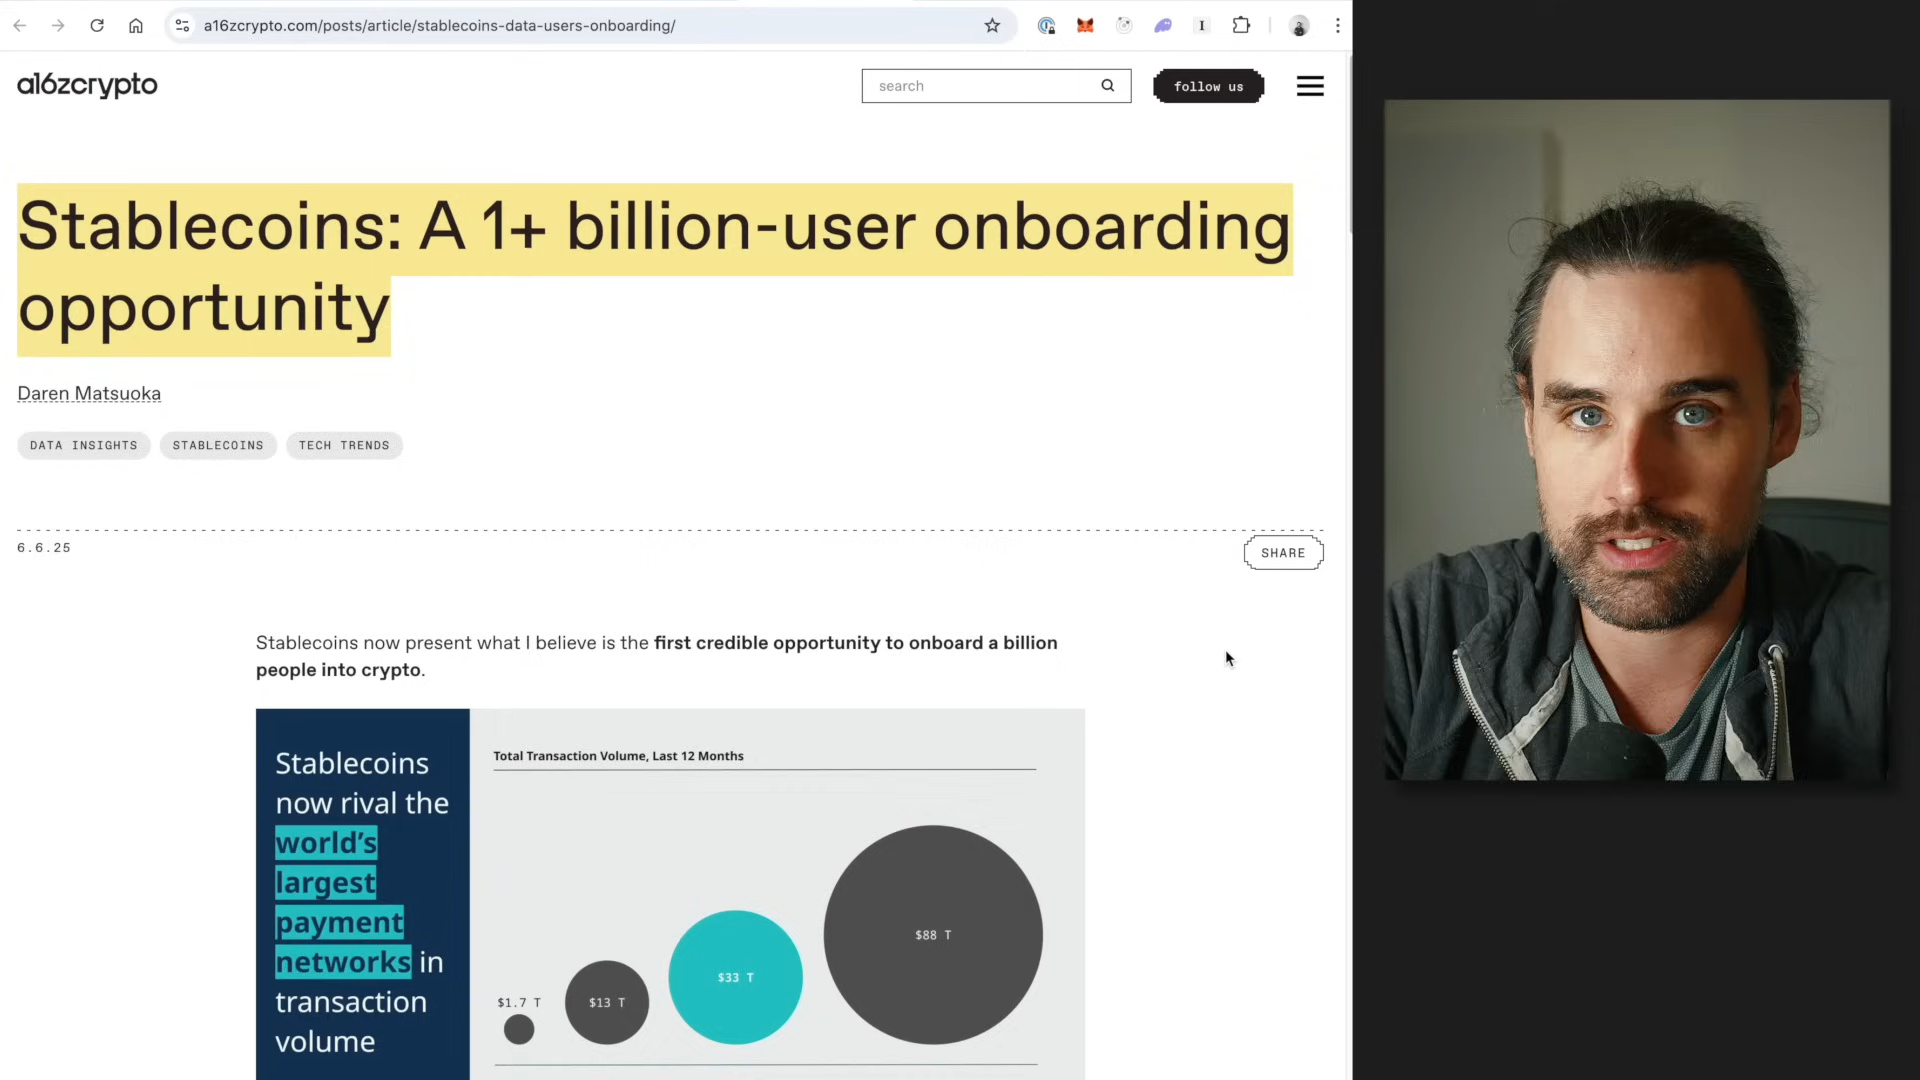 a16zcrypto.com/posts/article/stablecoins-data-users-onboarding/
a16zcrypto
search
follow us
Stablecoins: A 1+ billion-user onboarding
opportunity
Daren Matsuoka
DATA INSIGHTS
STABLECOINS
TECH TRENDS
6.6.25
SHARE
Stablecoins now present what I believe is the first credible opportunity to onboard a billion
people into crypto.
Stablecoins
now rival the
world's
largest
payment
networks in
transaction
volume
Total Transaction Volume, Last 12 Months
$1.7 T
$13 T
$33 T
$88 T